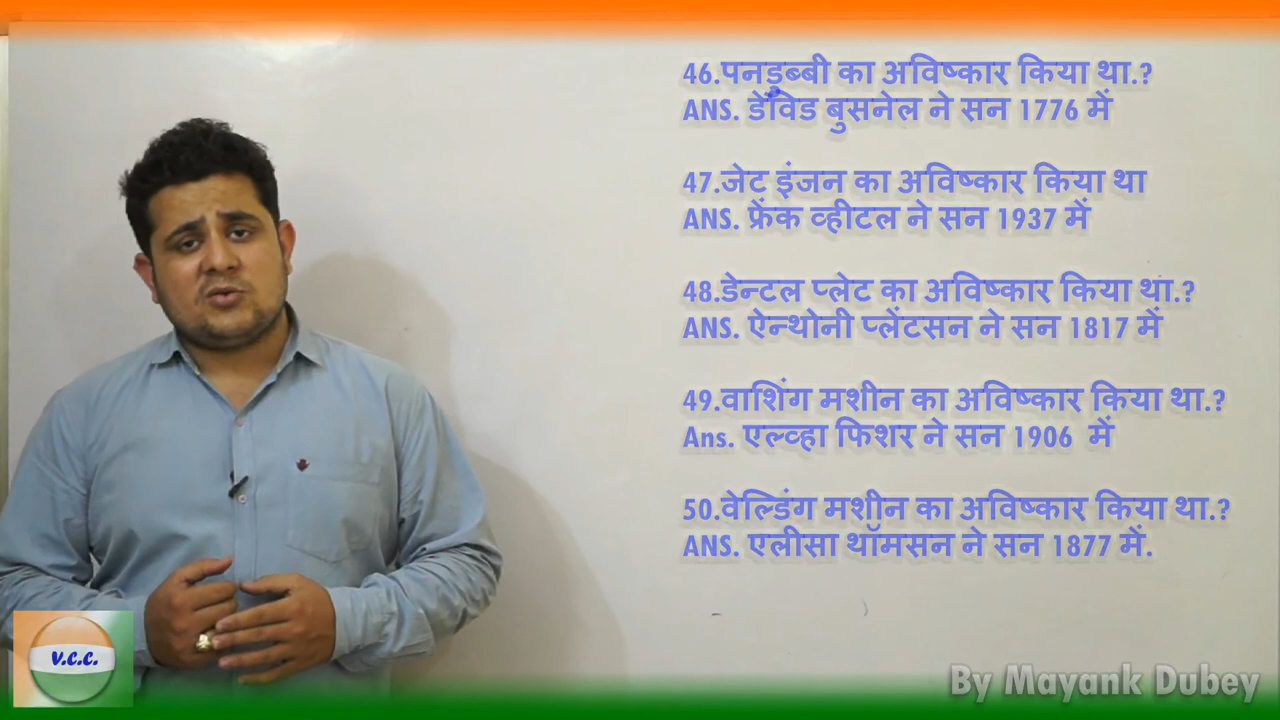 46.पनडुब्बी का अविष्कार किया था.?
ANS. डेविड बुसनेल ने सन 1776 में
47.जेट इंजन का अविष्कार किया था
ANS. फ्रेंक व्हीटल ने सन 1937 में
48.डेन्टल प्लेट का अविष्कार किया था.?
ANS. ऐन्थोनी प्लेंटसन ने सन 1817 में
49.वाशिंग मशीन का अविष्कार किया था.?
Ans. एल्व्हा फिशर ने सन 1906 में
50.वेल्डिंग मशीन का अविष्कार किया था.?
ANS. एलीसा थॉमसन ने सन 1877 में.
V.C.C.
By Mayank Dubey